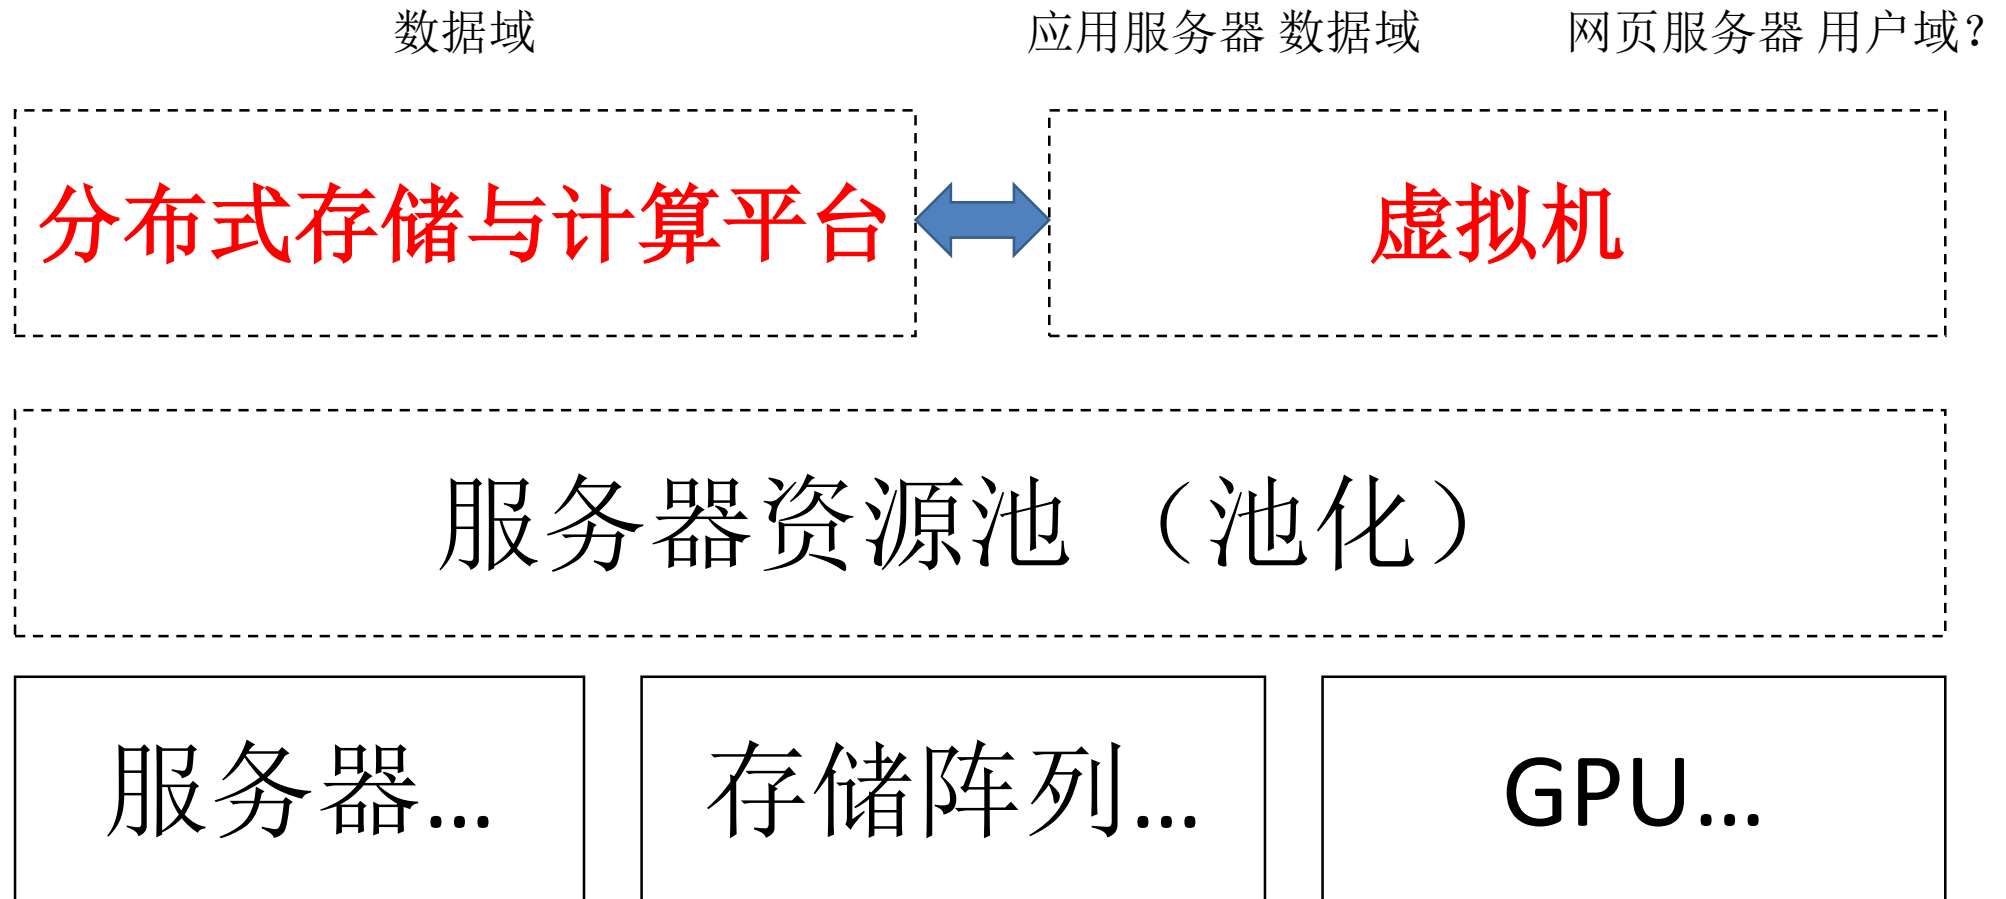 数据域 应用服务器 数据域 网页服务器 用户域？
分布式存储与计算平台 虚拟机
服务器资源池 （池化）
服务器... 存储阵列... GPU...